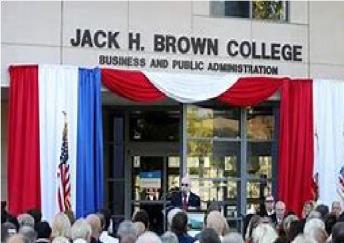 JACK H. BROWN COLLEGE
BUSINESS AND PUBLIC ADMINISTRATION